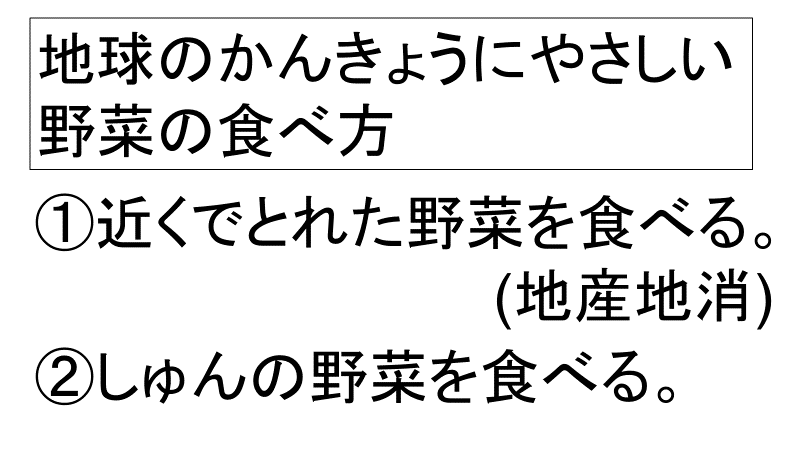 地球のかんきょうにやさしい
野菜の食べ方
①近くでとれた野菜を食べる。
(地産地消)
②しゅんの野菜を食べる。